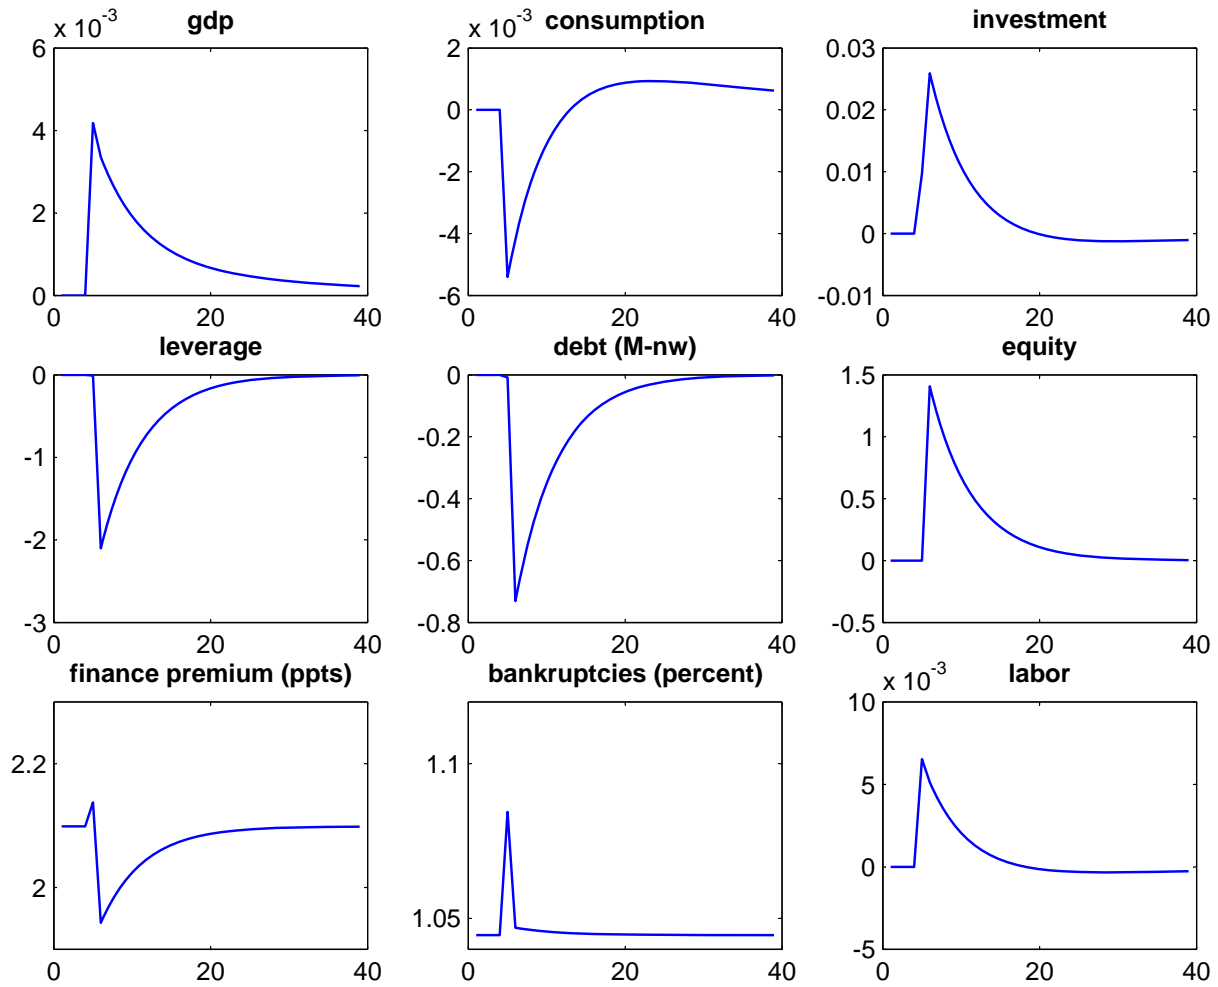 gdp
x 10^-3
6
4
2
0
0 20 40
consumption
x 10^-3
2
0
-2
-4
-6
0 20 40
investment
0.03
0.02
0.01
0
-0.01
0 20 40
leverage
0
-1
-2
-3
0 20 40
debt (M-nw)
0
-0.2
-0.4
-0.6
-0.8
0 20 40
equity
1.5
1
0.5
0
-0.5
0 20 40
finance premium (ppts)
2.2
2
0 20 40
bankruptcies (percent)
1.1
1.05
0 20 40
labor
x 10^-3
10
5
0
-5
0 20 40